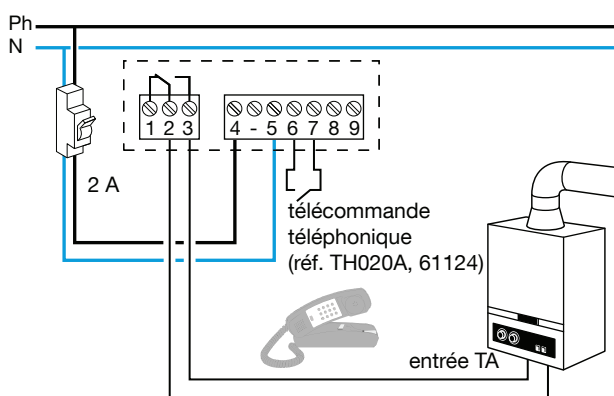 Ph
N
1 2 3 4 - 5 6 7 8 9
2 A
télécommande
téléphonique
(réf. TH020A, 61124)
entrée TA